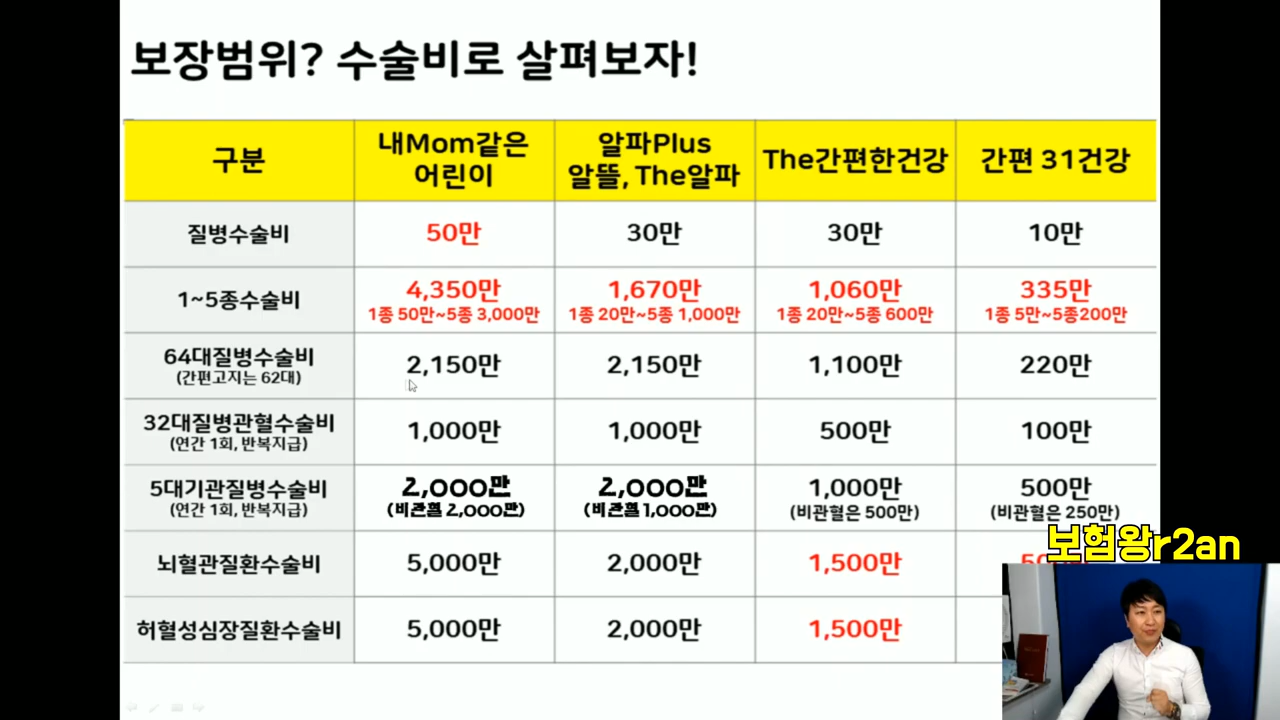 보장범위? 수술비로 살펴보자!
구분
내Mom같은
어린이
알파Plus
알뜰, The알파
The간편한건강
간편 31건강
질병수술비
50만
30만
30만
10만
1~5종수술비
4,350만
1종 50만~5종 3,000만
1,670만
1종 20만~5종 1,000만
1,060만
1종 20만~5종 600만
335만
1종 5만~5종200만
64대질병수술비
(간편고지는 62대)
2,150만
2,150만
1,100만
220만
32대질병관혈수술비
(연간 1회, 반복지급)
1,000만
1,000만
500만
100만
5대기관질병수술비
(연간 1회, 반복지급)
2,000만
(비관혈 2,000만)
2,000만
(비관혈 1,000만)
1,000만
(비관혈은 500만)
500만
(비관혈은 250만)
뇌혈관질환수술비
5,000만
2,000만
1,500만
보험왕r2an
허혈성심장질환수술비
5,000만
2,000만
1,500만